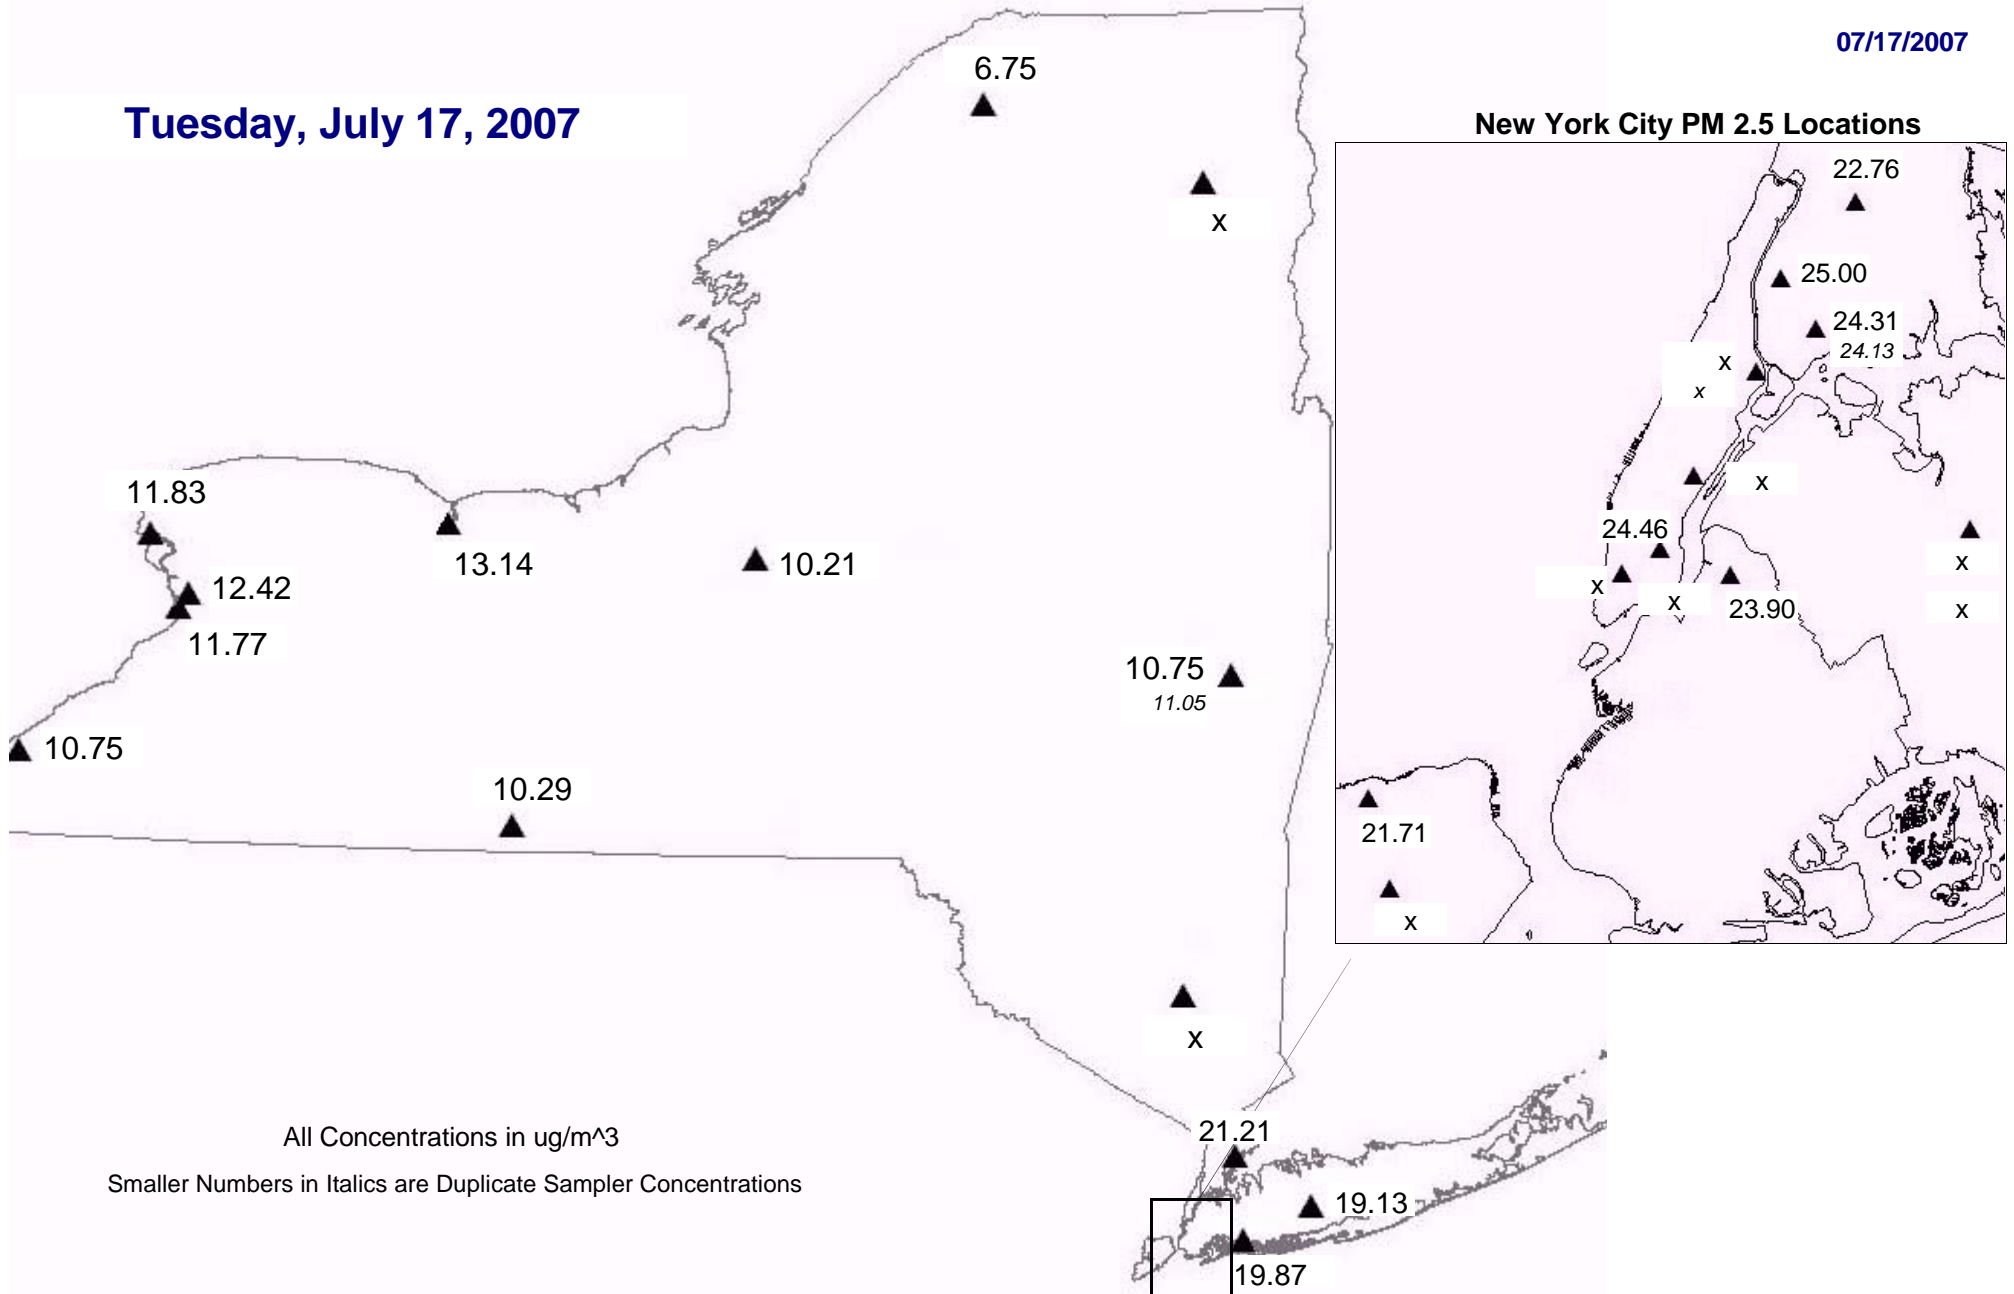 07/17/2007
Tuesday, July 17, 2007
6.75
x
11.83
12.42
11.77
13.14
10.21
10.75
11.05
10.75
10.29
x
21.21
19.13
19.87
New York City PM 2.5 Locations
22.76
25.00
24.31
24.13
x
x
x
24.46
x
x
23.90
x
x
21.71
x
All Concentrations in ug/m^3
Smaller Numbers in Italics are Duplicate Sampler Concentrations